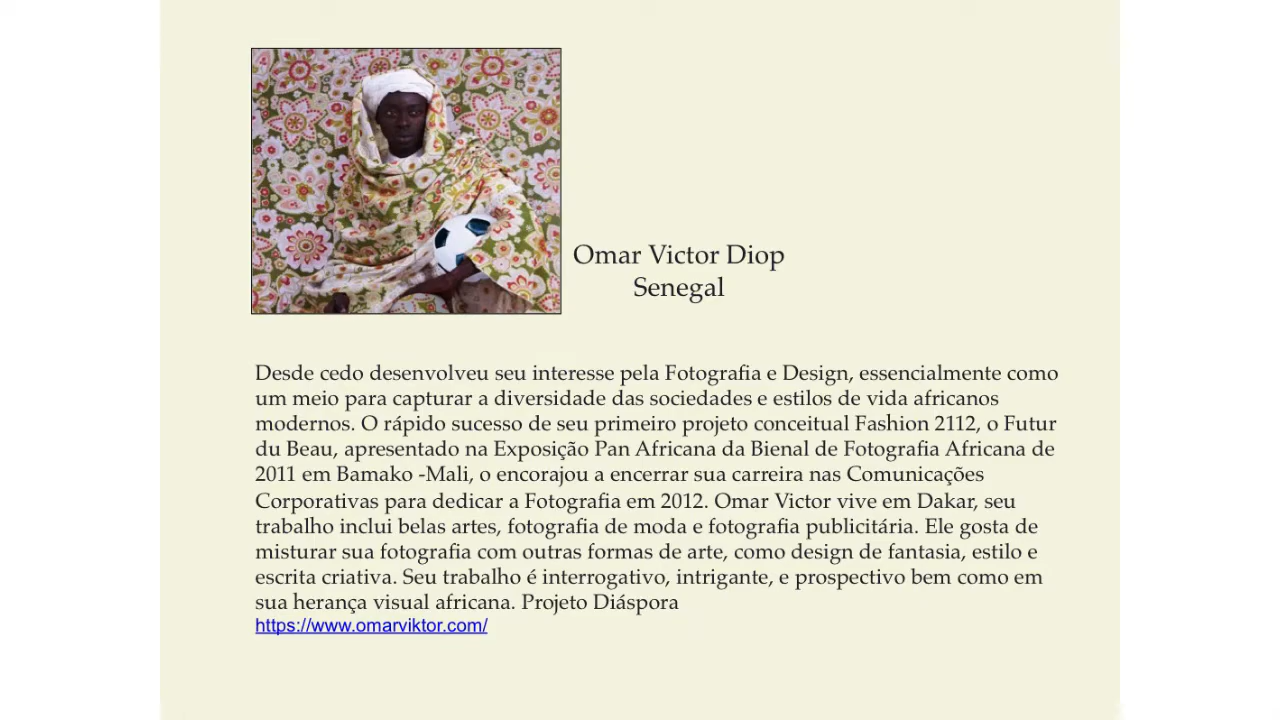 Omar Victor Diop
Senegal
Desde cedo desenvolveu seu interesse pela Fotografia e Design, essencialmente como
um meio para capturar a diversidade das sociedades e estilos de vida africanos
modernos. O rápido sucesso de seu primeiro projeto conceitual Fashion 2112, o Futur
du Beau, apresentado na Exposição Pan Africana da Bienal de Fotografia Africana de
2011 em Bamako -Mali, o encorajou a encerrar sua carreira nas Comunicações
Corporativas para dedicar a Fotografia em 2012. Omar Victor vive em Dakar, seu
trabalho inclui belas artes, fotografia de moda e fotografia publicitária. Ele gosta de
misturar sua fotografia com outras formas de arte, como design de fantasia, estilo e
escrita criativa. Seu trabalho é interrogativo, intrigante, e prospectivo bem como em
sua herança visual africana. Projeto Diáspora
https://www.omarviktor.com/